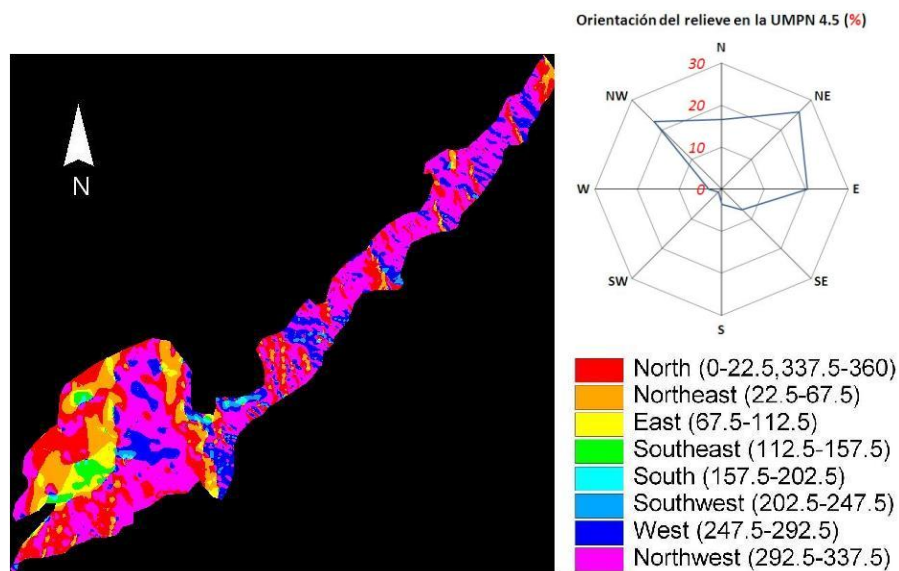 Orientación del relieve en la UMPN 4.5 (%)
N
30
NW
NE
20
10
W
0
E
SW
SE
S
N
North (0-22.5,337.5-360)
Northeast (22.5-67.5)
East (67.5-112.5)
Southeast (112.5-157.5)
South (157.5-202.5)
Southwest (202.5-247.5)
West (247.5-292.5)
Northwest (292.5-337.5)